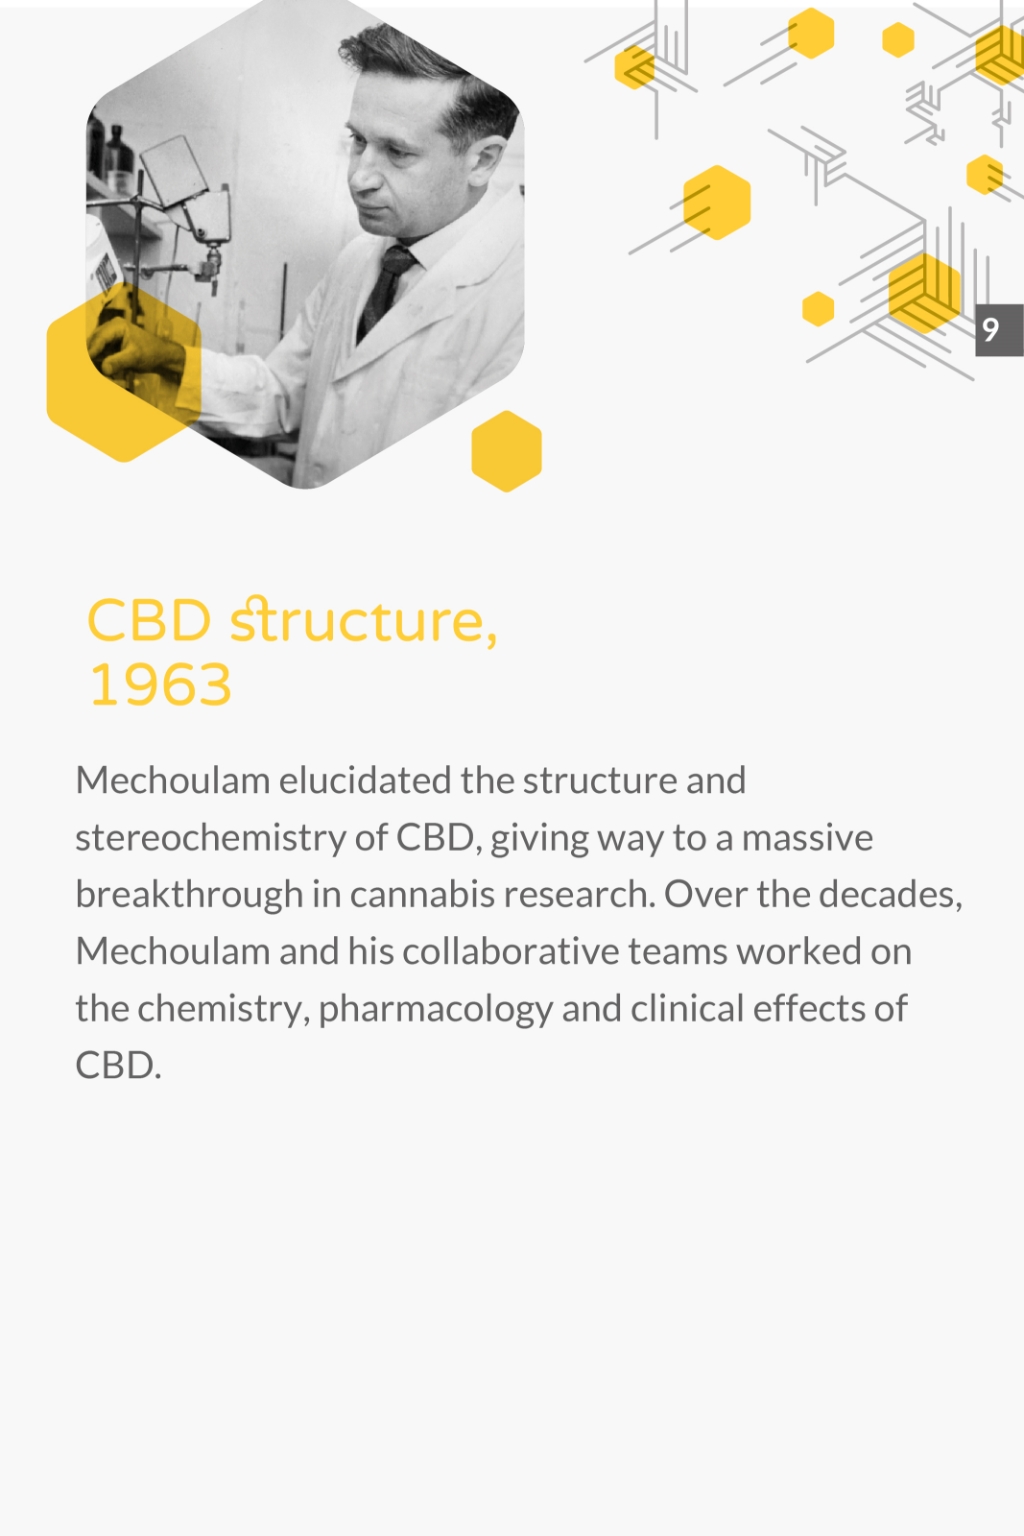 9
CBD structure,
1963
Mechoulam elucidated the structure and
stereochemistry of CBD, giving way to a massive
breakthrough in cannabis research. Over the decades,
Mechoulam and his collaborative teams worked on
the chemistry, pharmacology and clinical effects of
CBD.